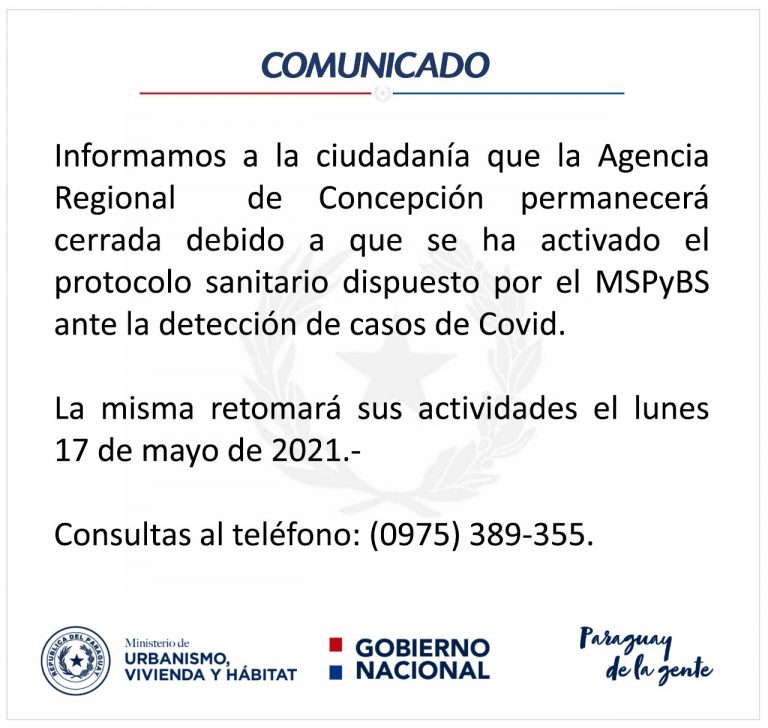 COMUNICADO
Informamos a la ciudadanía que la Agencia
Regional de Concepción permanecerá
cerrada debido a que se ha activado el
protocolo sanitario dispuesto por el MSPyBS
ante la detección de casos de Covid.
La misma retomará sus actividades el lunes
17 de mayo de 2021.-
Consultas al teléfono: (0975) 389-355.
REPUBLICA DEL PARAGUAY
Ministerio de
URBANISMO,
VIVIENDA Y HÁBITAT
GOBIERNO
NACIONAL
Paraguay
de la gente